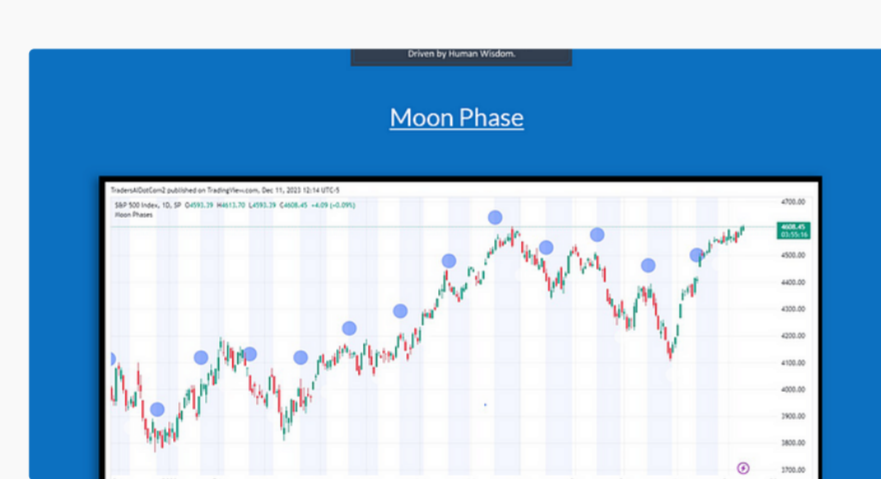 Driven by Human Wisdom.
Moon Phase
TradersAIDotCom2 published on TradingView.com, Dec 11, 2023 12:14 UTC-5
S&P 500 Index, 1D, SP O4593.39 H4613.70 L4593.39 C4608.45 +4.09 (+0.09%)
Moon Phases
4700.00
4608.45
03:55:16
4500.00
4400.00
4300.00
4200.00
4100.00
4000.00
3900.00
3800.00
3700.00